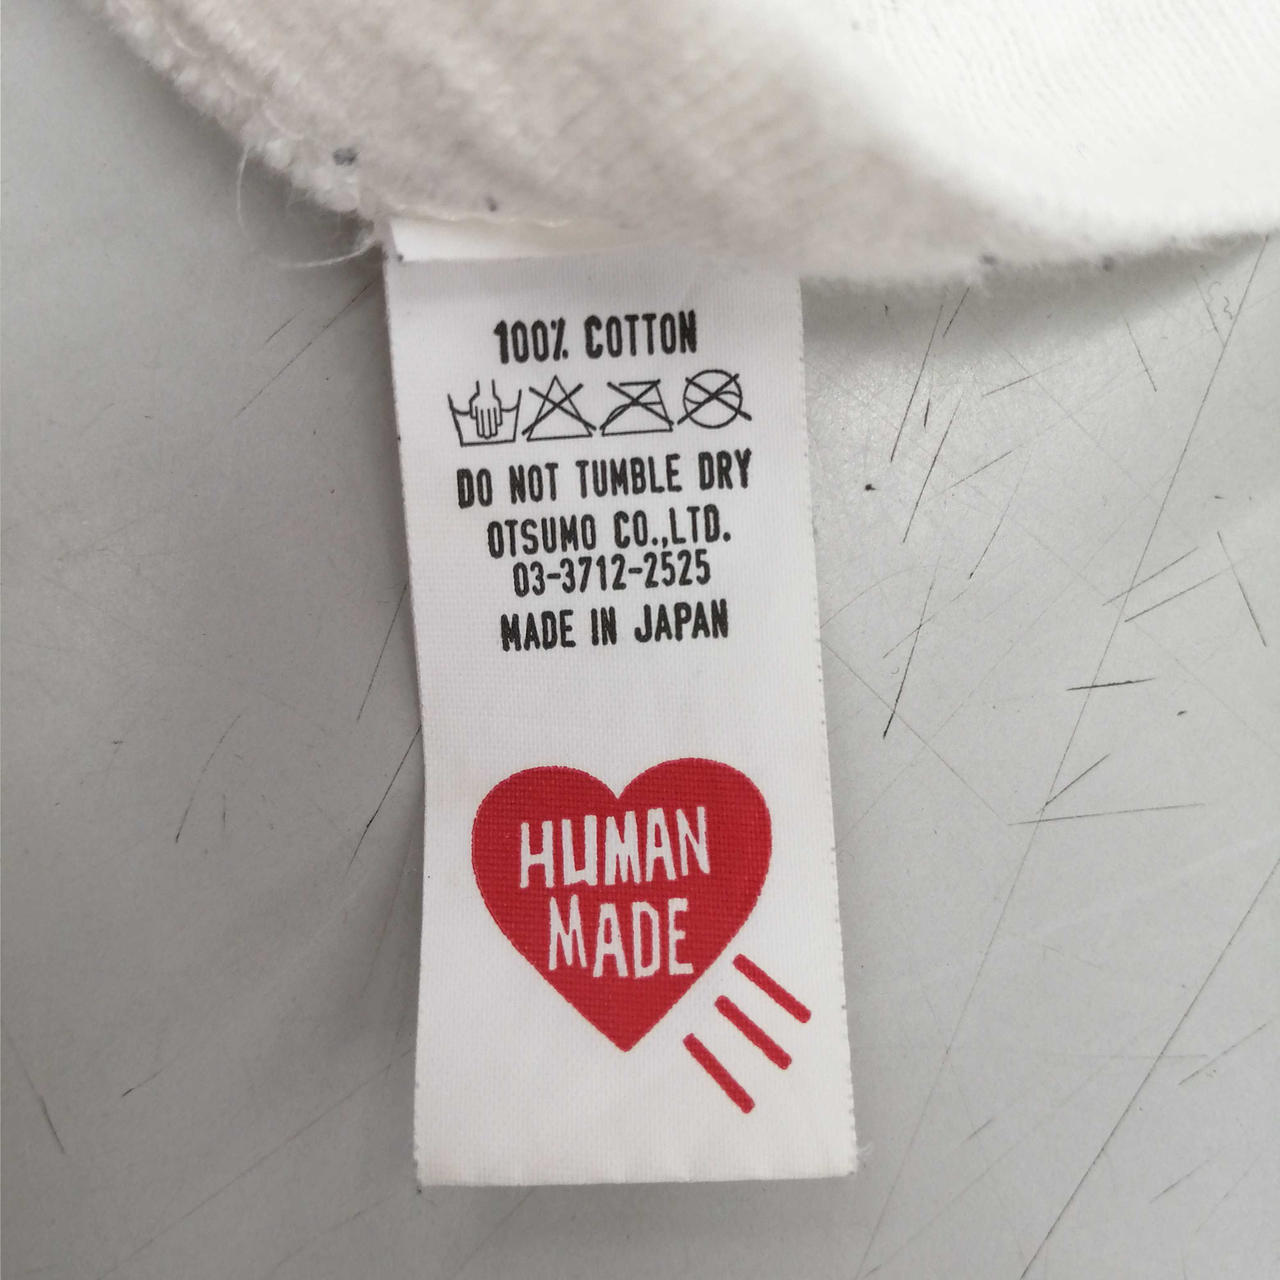 100% COTTON
DO NOT TUMBLE DRY
OTSUMO CO.,LTD.
03-3712-2525
MADE IN JAPAN
HUMAN
MADE